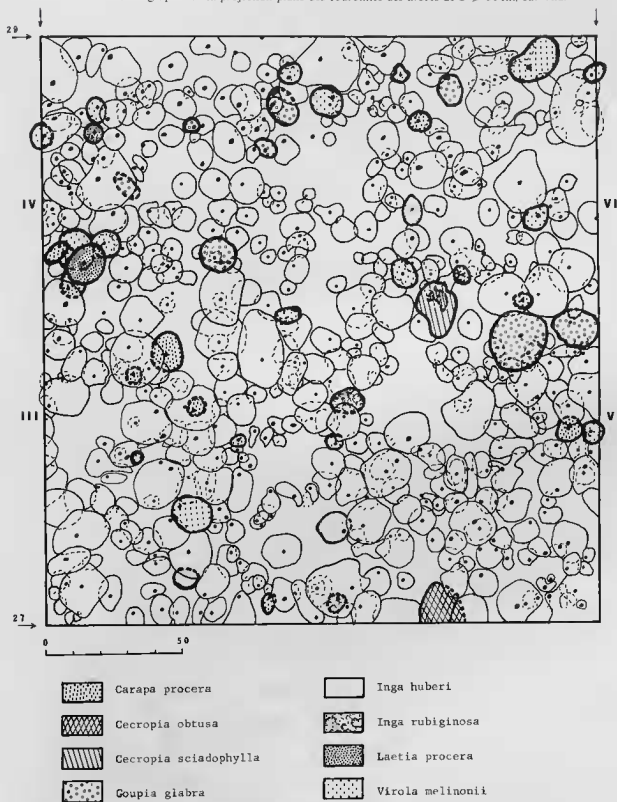 29
IV
VI
III
V
27
0 50
Carapa procera
Inga huberi
Cecropia obtusa
Inga rubiginosa
Cecropia sciadophylla
Laetia procera
Goupia giabra
Virola melinonii